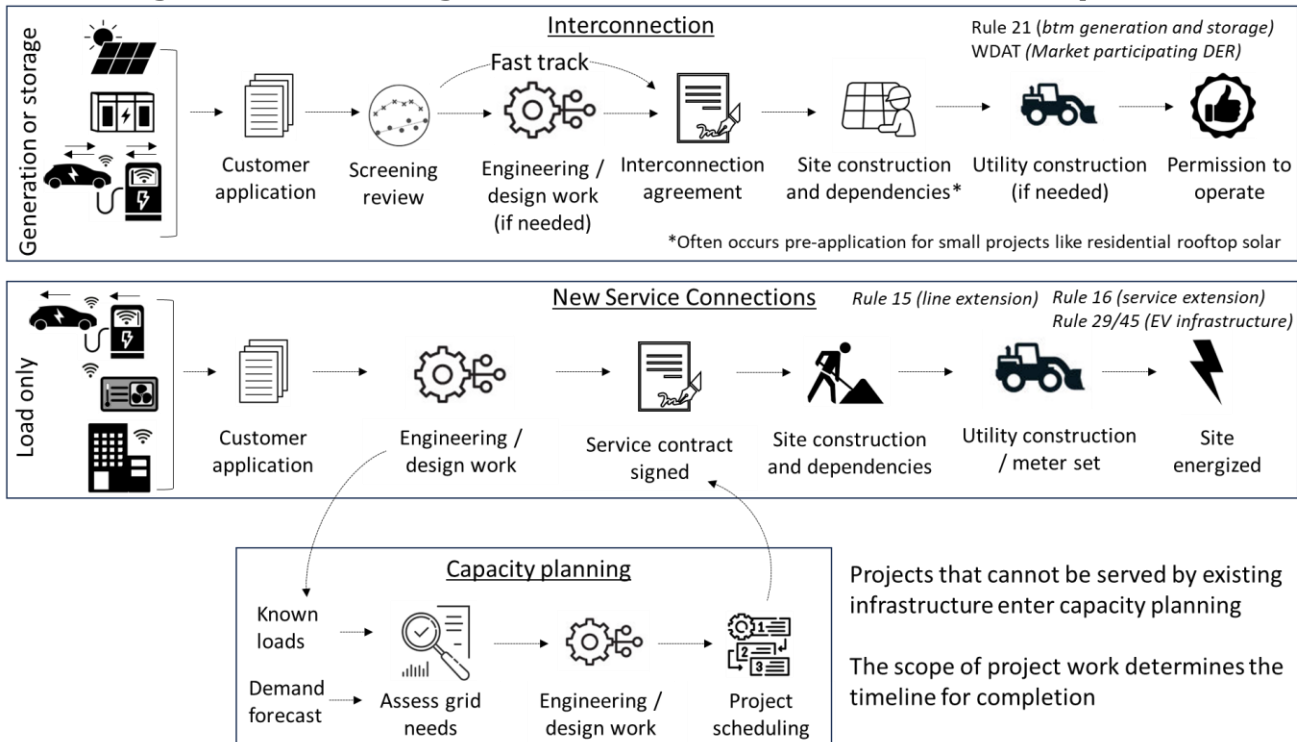 Interconnection
Rule 21 (btm generation and storage)
WDAT (Market participating DER)
Generation or storage
Fast track
Customer
application
Screening
review
Engineering /
design work
(if needed)
Interconnection
agreement
Site construction
and dependencies*
Utility construction
(if needed)
Permission to
operate
*Often occurs pre-application for small projects like residential rooftop solar
New Service Connections
Rule 15 (line extension)
Rule 16 (service extension)
Rule 29/45 (EV infrastructure)
Load only
Customer
application
Engineering /
design work
Service contract
signed
Site construction
and dependencies
Utility construction
/ meter set
Site
energized
Capacity planning
Known
loads
Demand
forecast
Assess grid
needs
Engineering /
design work
1
2
3
Project
scheduling
Projects that cannot be served by existing
infrastructure enter capacity planning
The scope of project work determines the
timeline for completion